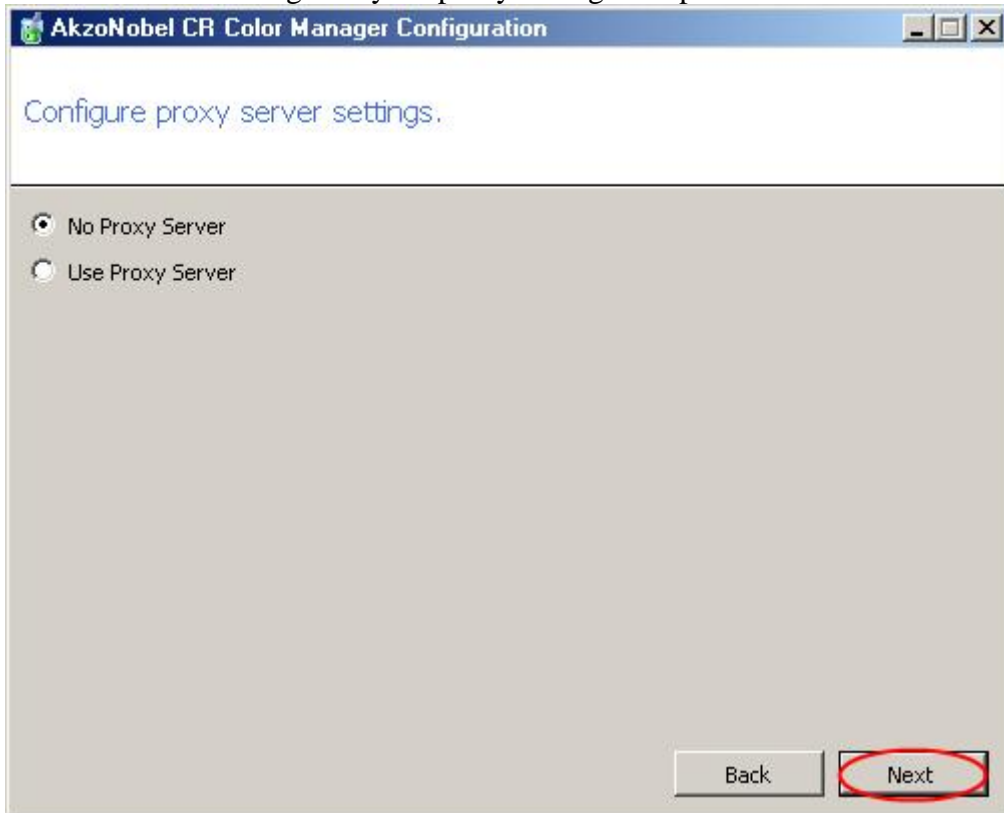 AkzoNobel CR Color Manager Configuration
Configure proxy server settings.
No Proxy Server
Use Proxy Server
Back Next